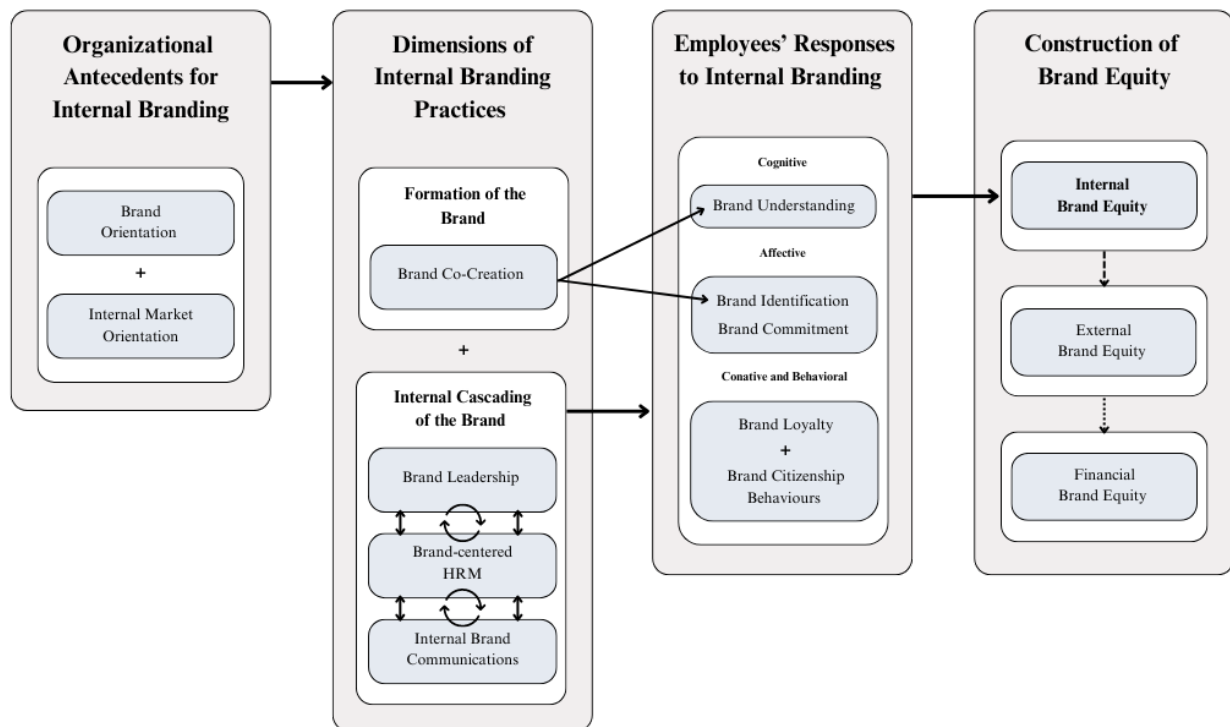 Organizational
Antecedents for
Internal Branding
Brand
Orientation
+
Internal Market
Orientation
Dimensions of
Internal Branding
Practices
Formation of the
Brand
Brand Co-Creation
+
Internal Cascading
of the Brand
Brand Leadership
Brand-centered
HRM
Internal Brand
Communications
Employees’ Responses
to Internal Branding
Cognitive
Brand Understanding
Affective
Brand Identification
Brand Commitment
Conative and Behavioral
Brand Loyalty
+
Brand Citizenship
Behaviours
Construction of
Brand Equity
Internal
Brand Equity
External
Brand Equity
Financial
Brand Equity